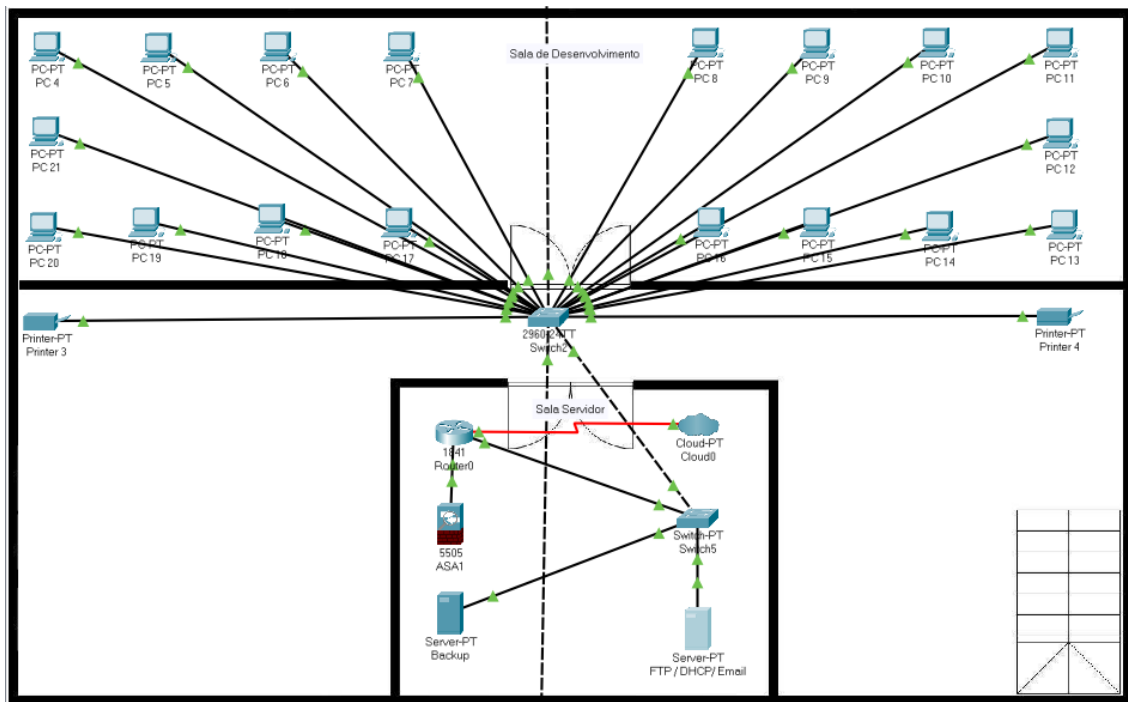 Sala de Desenvolvimento
PC-PT
PC 4
PC-PT
PC 5
PC-PT
PC 6
PC-PT
PC 7
PC-PT
PC 8
PC-PT
PC 9
PC-PT
PC 10
PC-PT
PC 11
PC-PT
PC 21
PC-PT
PC 12
PC-PT
PC 20
PC-PT
PC 19
PC-PT
PC 18
PC-PT
PC 17
PC-PT
PC 16
PC-PT
PC 15
PC-PT
PC 14
PC-PT
PC 13
Printer-PT
Printer 3
2960-24TT
Switch2
Printer-PT
Printer 4
Sala Servidor
1841
Router0
Cloud-PT
Cloud0
5505
ASA1
Switch-PT
Switch5
Server-PT
Backup
Server-PT
FTP / DHCP/ Email